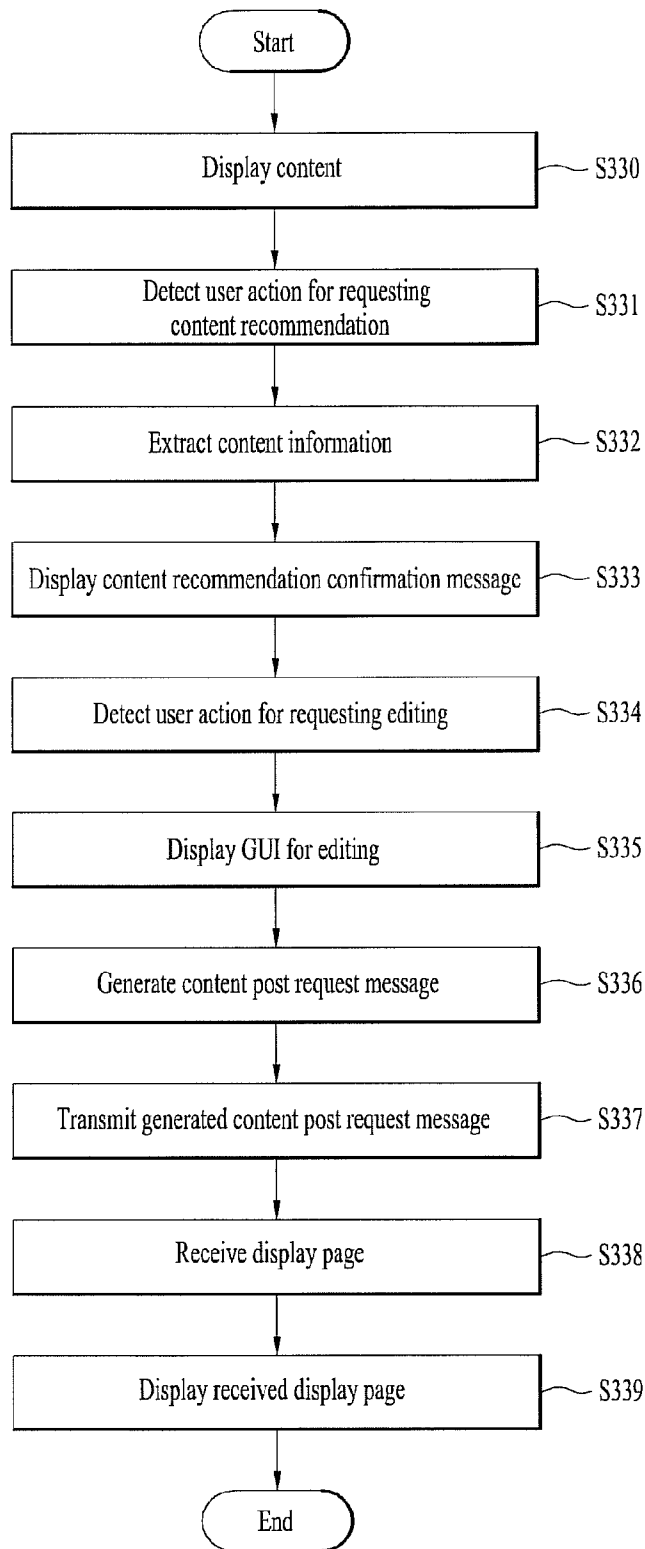 Start
Display content
S330
Detect user action for requesting
content recommendation
S331
Extract content information
S332
Display content recommendation confirmation message
S333
Detect user action for requesting editing
S334
Display GUI for editing
S335
Generate content post request message
S336
Transmit generated content post request message
S337
Receive display page
S338
Display received display page
S339
End